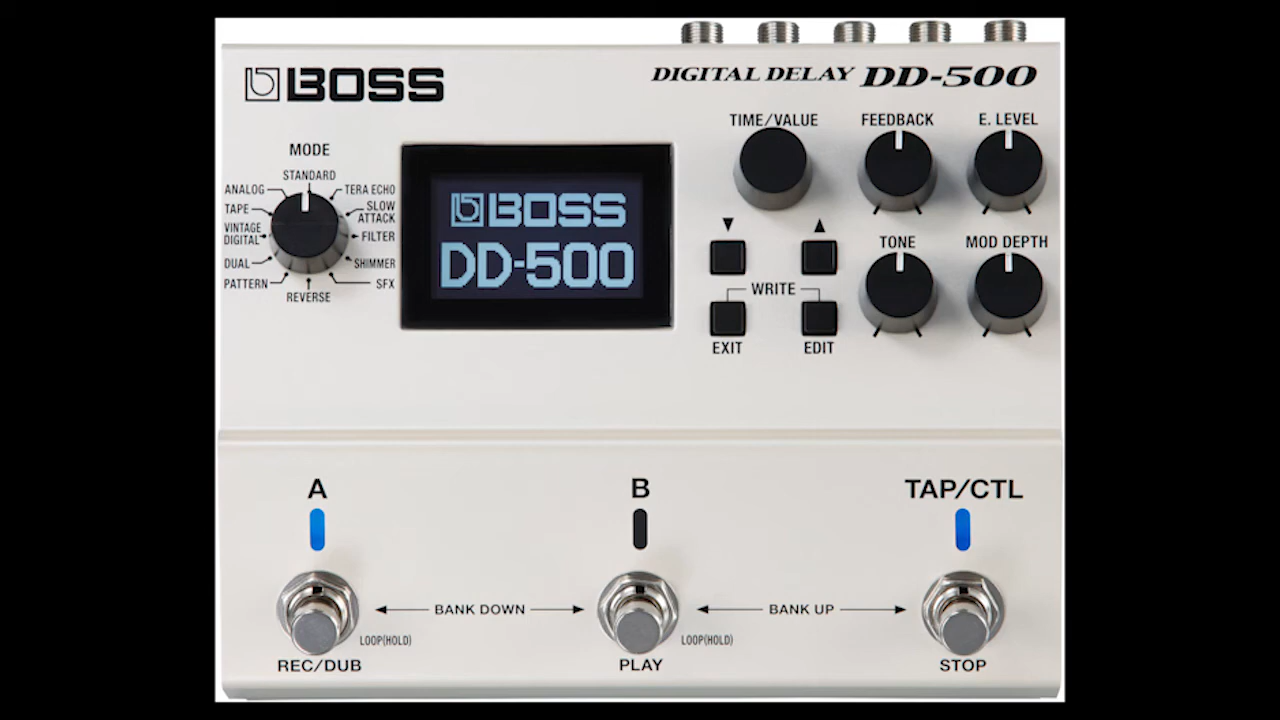 BOSS
DIGITAL DELAY DD-500
TIME/VALUE
FEEDBACK
E. LEVEL
MODE
STANDARD
ANALOG
TERA ECHO
TAPE
SLOW
ATTACK
VINTAGE
DIGITAL
FILTER
DUAL
SHIMMER
PATTERN
SFX
REVERSE
BOSS
DD-500
TONE
MOD DEPTH
WRITE
EXIT
EDIT
A
B
TAP/CTL
BANK DOWN
BANK UP
LOOP(HOLD)
LOOP(HOLD)
REC/DUB
PLAY
STOP